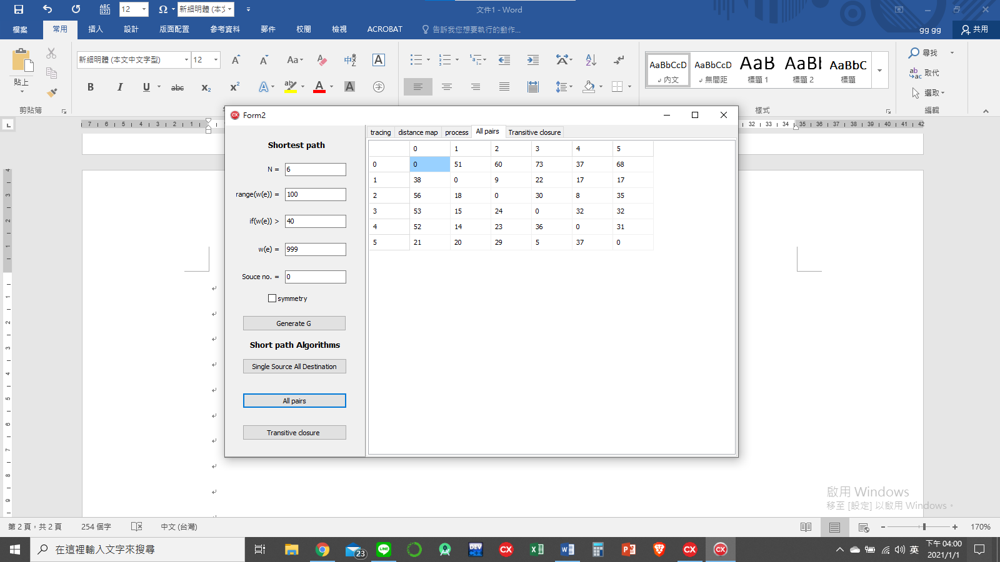 12 Ω 新細明體 (本文 文件1 - Word
檔案 常用 插入 設計 版面配置 參考資料 郵件 校閱 檢視 ACROBAT 告訴我您想要執行的動作... gg gg 共用
貼上
剪貼簿
新細明體 (本文中文字型) 12
B I U abc x₂ x² A ab A A 字
AaBbCcD AaBbCcD AaB AaBl AaBbC
內文 無間距 標題 1 標題 2 標題
樣式
尋找
取代
選取
編輯
Form2
Shortest path
N = 6
range(w(e)) = 100
if(w(e)) > 40
w(e) = 999
Souce no. = 0
symmetry
Generate G
Short path Algorithms
Single Source All Destination
All pairs
Transitive closure
tracing distance map process All pairs Transitive closure
0 1 2 3 4 5
0 0 51 60 73 37 68
1 38 0 9 22 17 17
2 56 18 0 30 8 35
3 53 15 24 0 32 32
4 52 14 23 36 0 31
5 21 20 29 5 37 0
啟用 Windows
移至 [設定] 以啟用 Windows。
第 2 頁，共 2 頁 254 個字 中文 (台灣) 170%
在這裡輸入文字來搜尋 23 LINE DEV CX CX CX 英 下午 04:00
2021/1/1